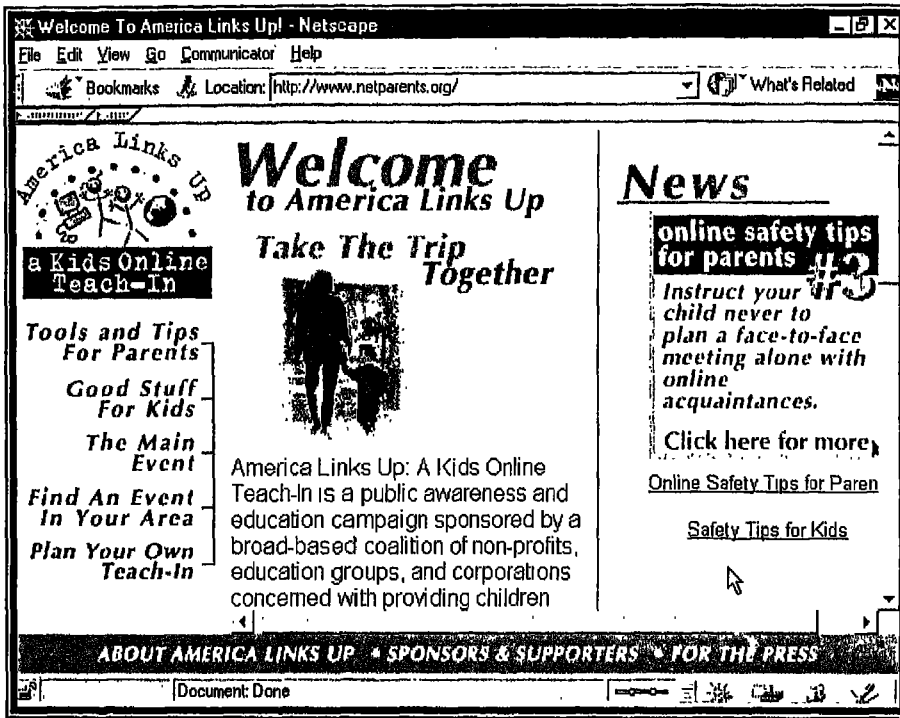 Welcome To America Links Up! - Netscape
File Edit View Go Communicator Help
Bookmarks Location: http://www.netparents.org/ What's Related
America Links Up
a Kids Online
Teach-In
Tools and Tips
For Parents
Good Stuff
For Kids
The Main
Event
Find An Event
In Your Area
Plan Your Own
Teach-In
Welcome
to America Links Up
Take The Trip
Together
America Links Up: A Kids Online
Teach-In is a public awareness and
education campaign sponsored by a
broad-based coalition of non-profits,
education groups, and corporations
concerned with providing children
News
online safety tips
for parents #3
Instruct your
child never to
plan a face-to-face
meeting alone with
online
acquaintances.
Click here for more
Online Safety Tips for Paren
Safety Tips for Kids
ABOUT AMERICA LINKS UP • SPONSORS & SUPPORTERS • FOR THE PRESS
Document: Done